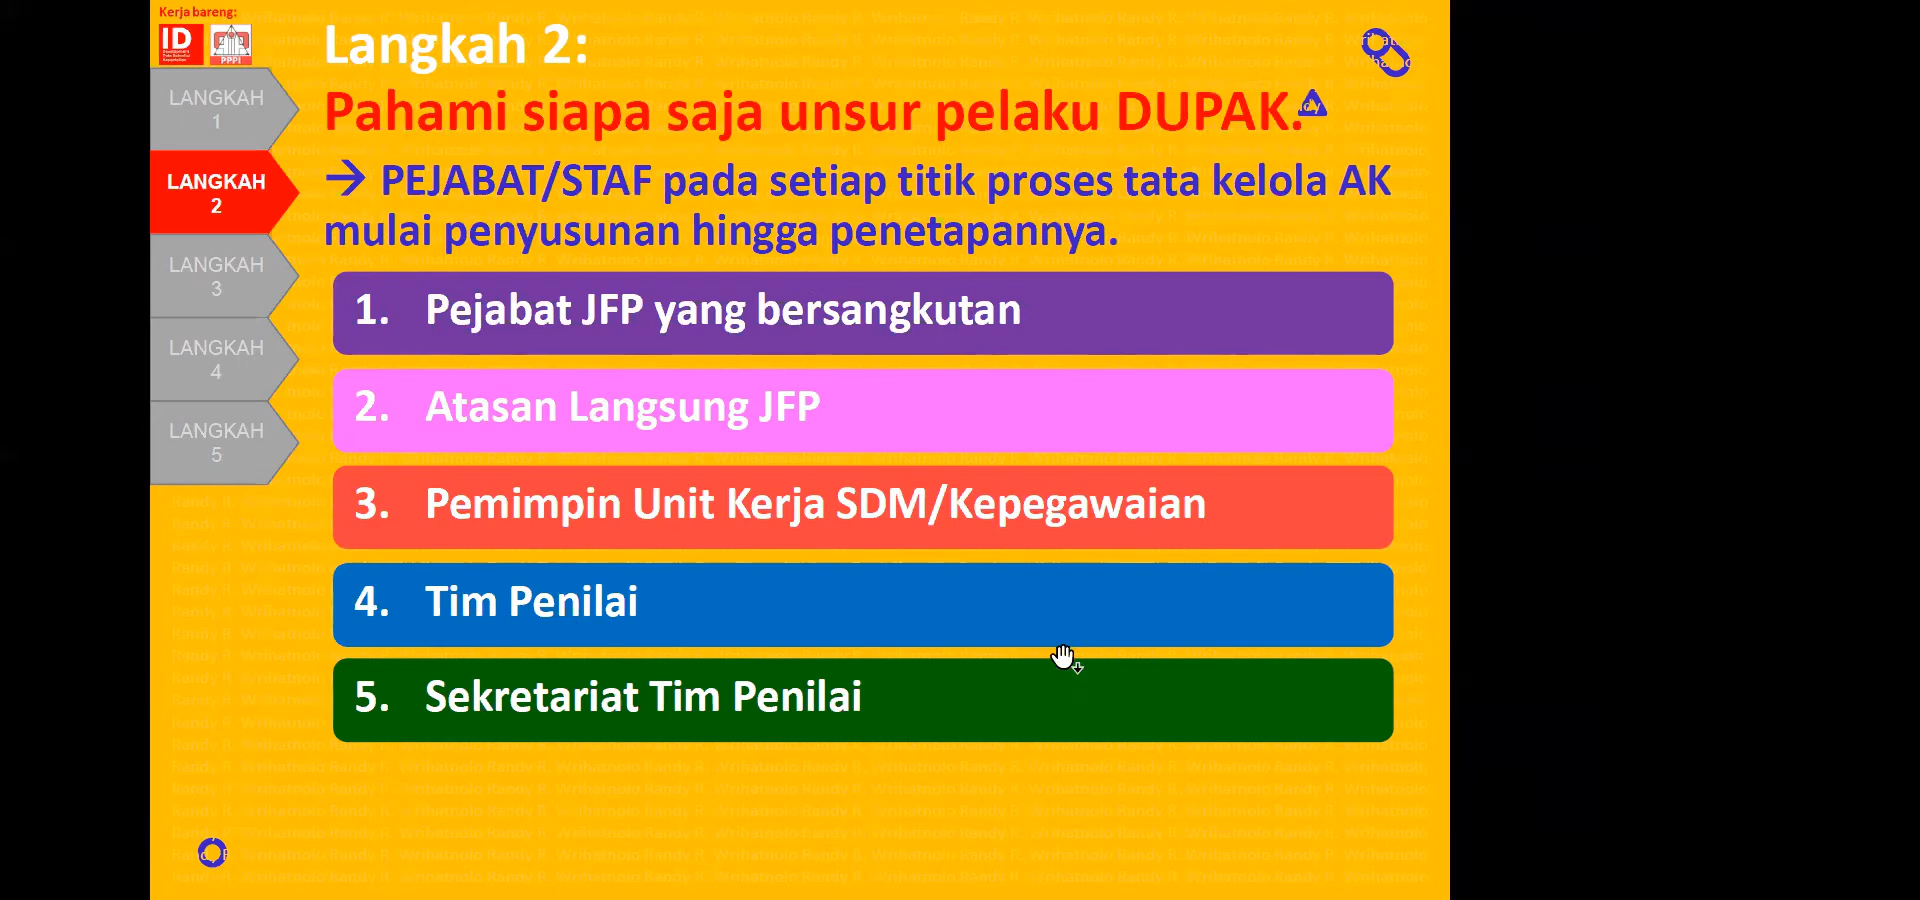 Kerja bareng:
ID
PPPI
LANGKAH
1
LANGKAH
2
LANGKAH
3
LANGKAH
4
LANGKAH
5
Langkah 2:
Pahami siapa saja unsur pelaku DUPAK.
→ PEJABAT/STAF pada setiap titik proses tata kelola AK
mulai penyusunan hingga penetapannya.
1. Pejabat JFP yang bersangkutan
2. Atasan Langsung JFP
3. Pemimpin Unit Kerja SDM/Kepegawaian
4. Tim Penilai
5. Sekretariat Tim Penilai